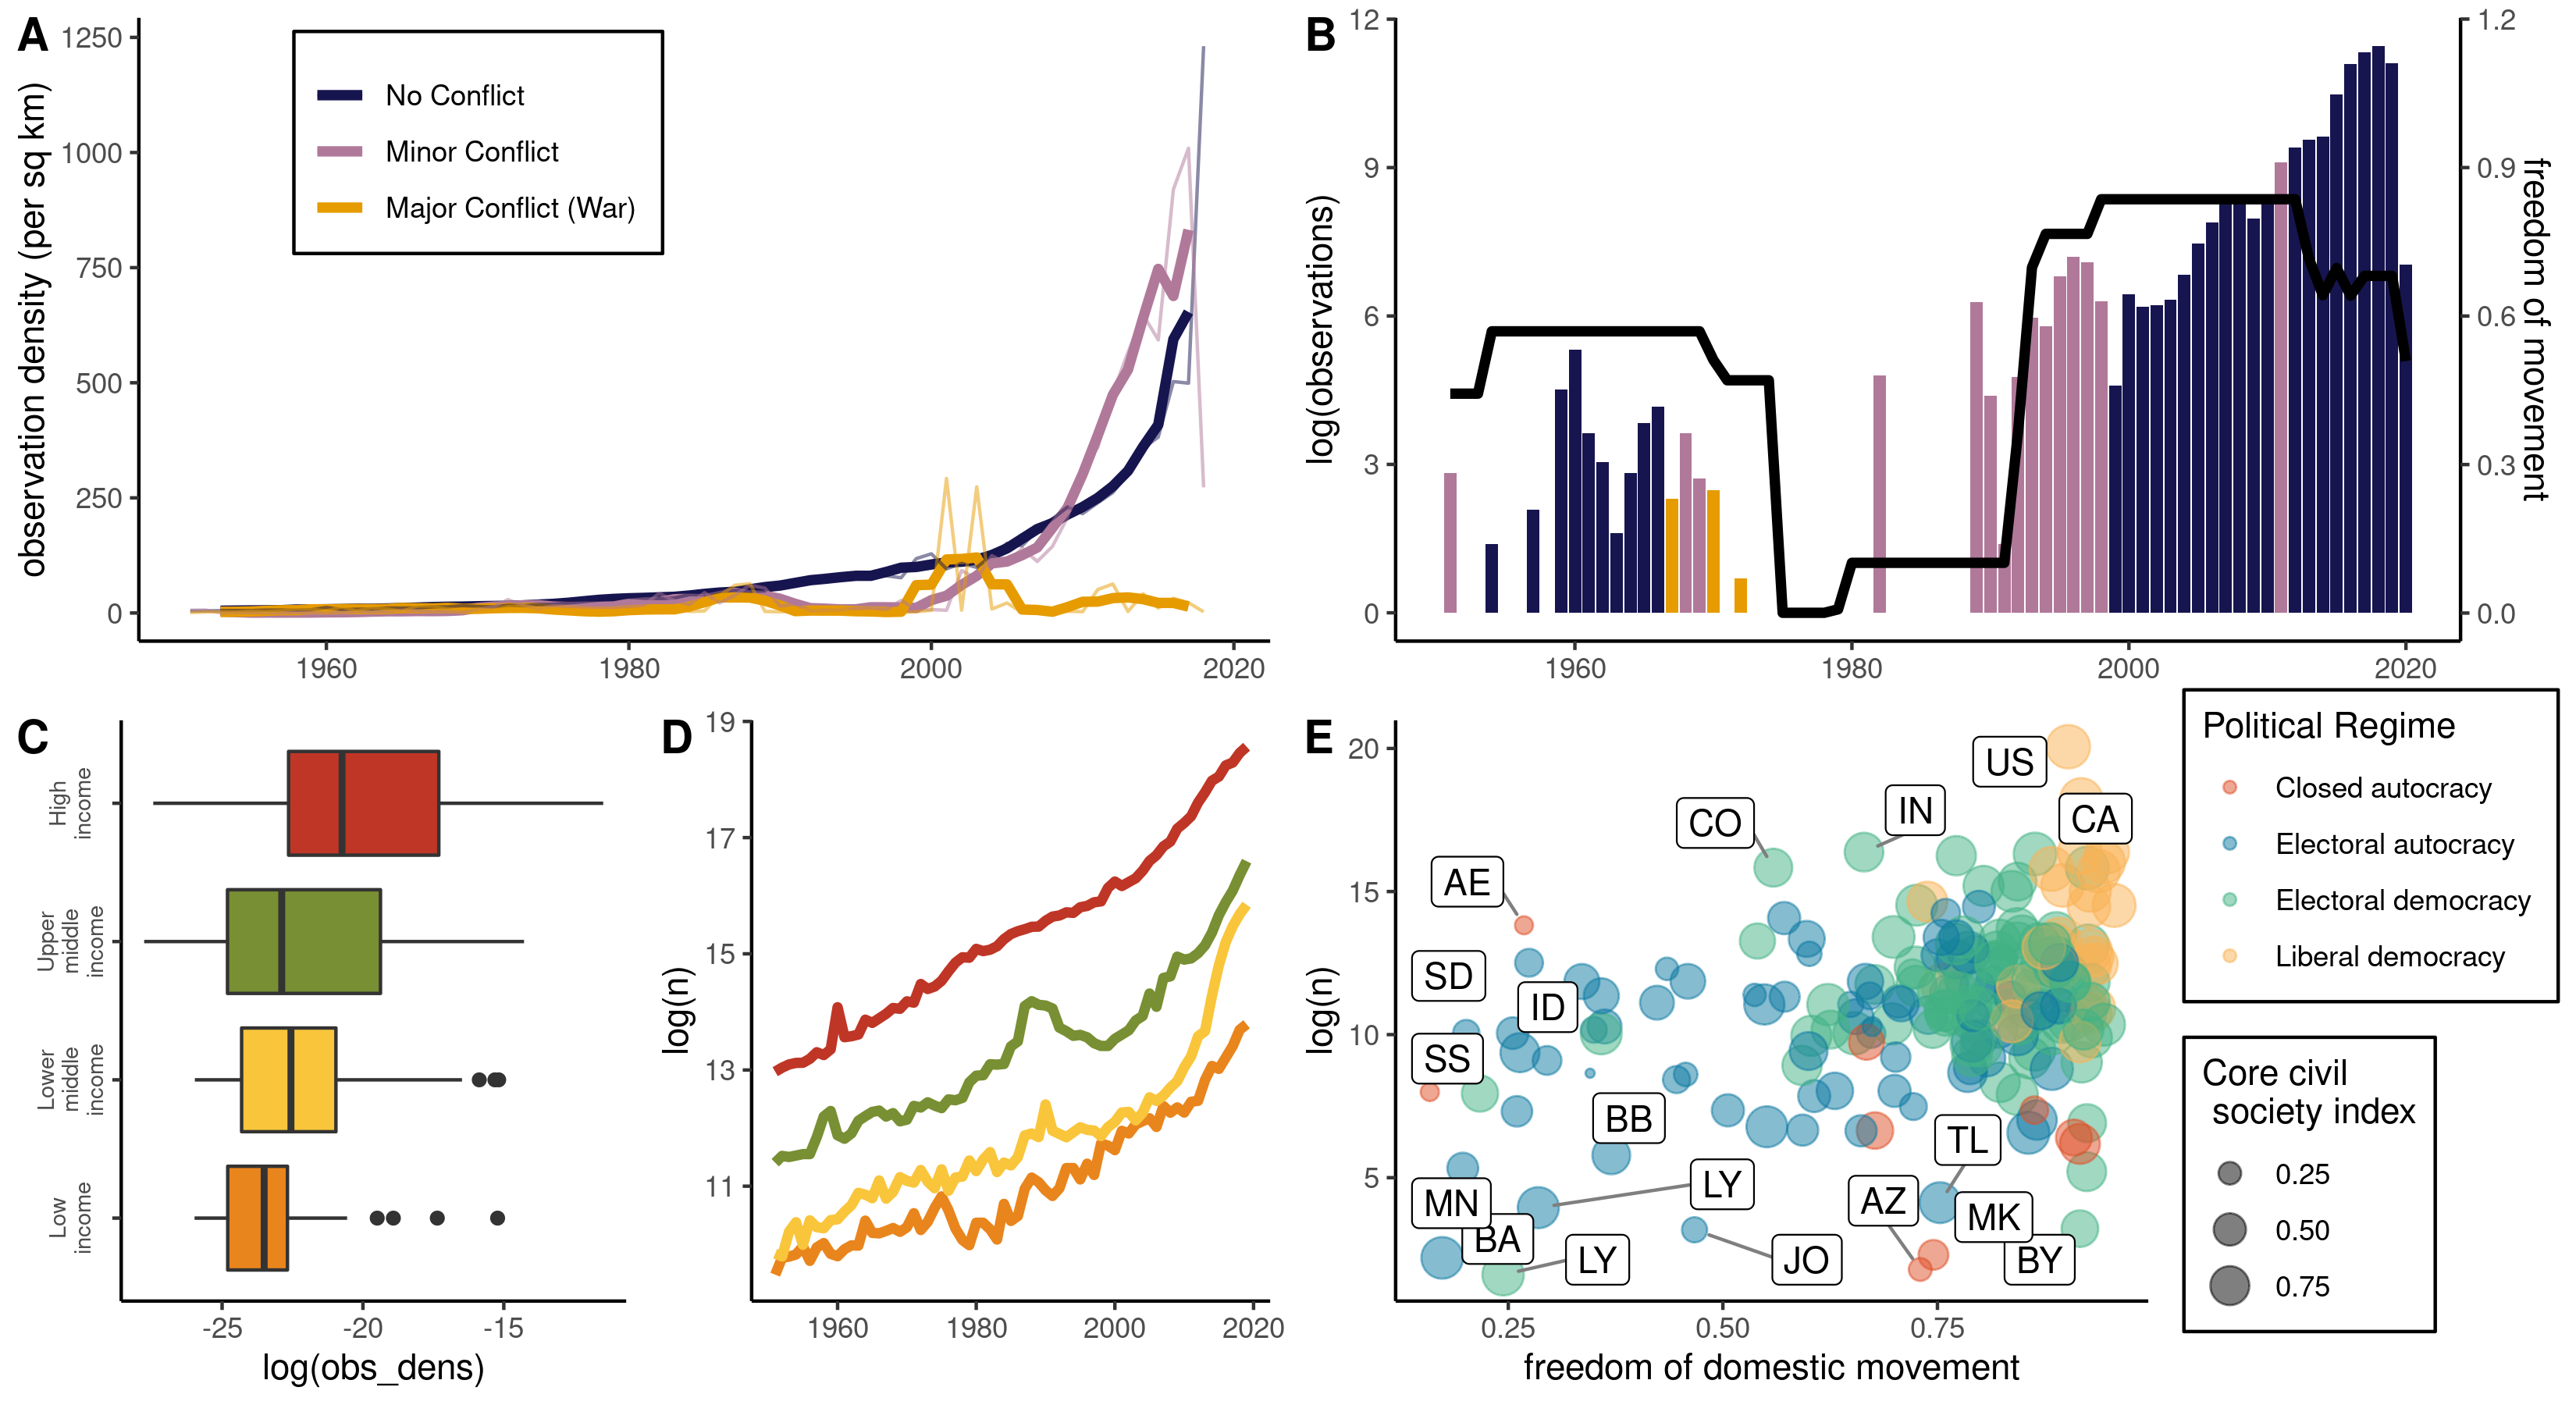 A
1250
1000
750
500
250
0
observation density (per sq km)
No Conflict
Minor Conflict
Major Conflict (War)
1960
1980
2000
2020
B
12
9
6
3
0
log(observations)
1.2
0.9
0.6
0.3
0.0
freedom of movement
1960
1980
2000
2020
C
High
income
Upper
middle
income
Lower
middle
income
Low
income
-25
-20
-15
log(obs_dens)
D
19
17
15
13
11
log(n)
1960
1980
2000
2020
E
20
15
10
5
log(n)
US
CO
IN
CA
AE
SD
ID
SS
BB
TL
LY
AZ
MN
MK
BA
LY
JO
BY
0.25
0.50
0.75
freedom of domestic movement
Political Regime
Closed autocracy
Electoral autocracy
Electoral democracy
Liberal democracy
Core civil
society index
0.25
0.50
0.75